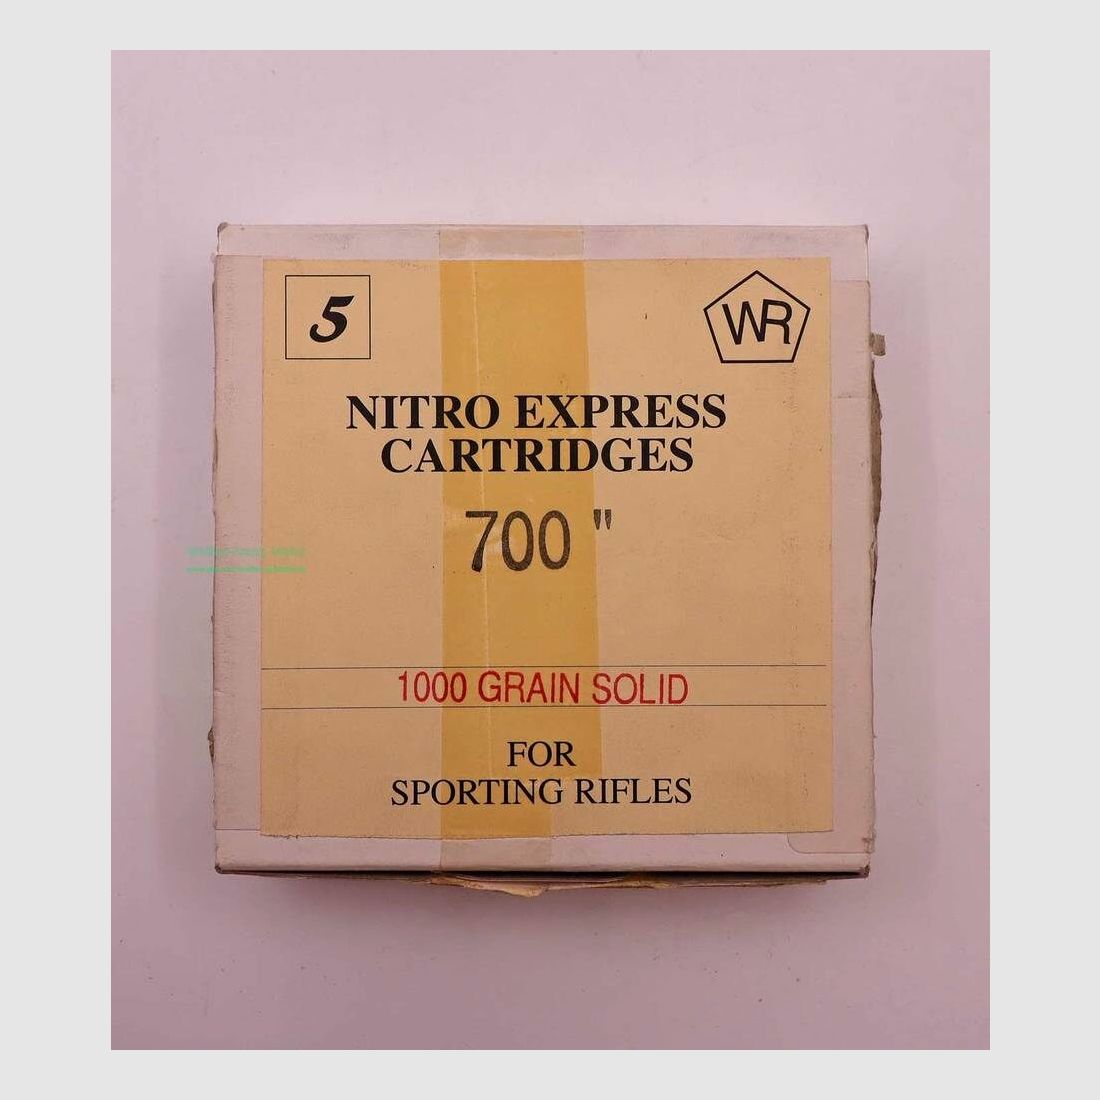 5
WR
NITRO EXPRESS
CARTRIDGES
700 "
1000 GRAIN SOLID
FOR
SPORTING RIFLES